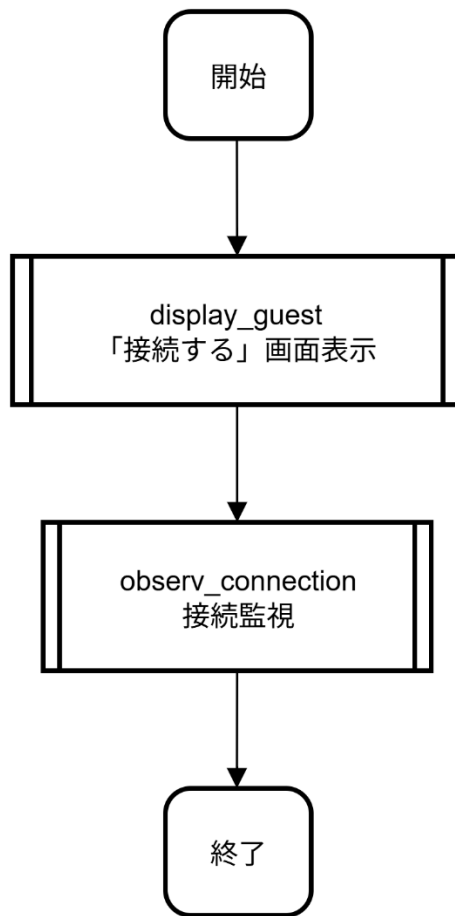 開始
display_guest
「接続する」画面表示
observ_connection
接続監視
終了